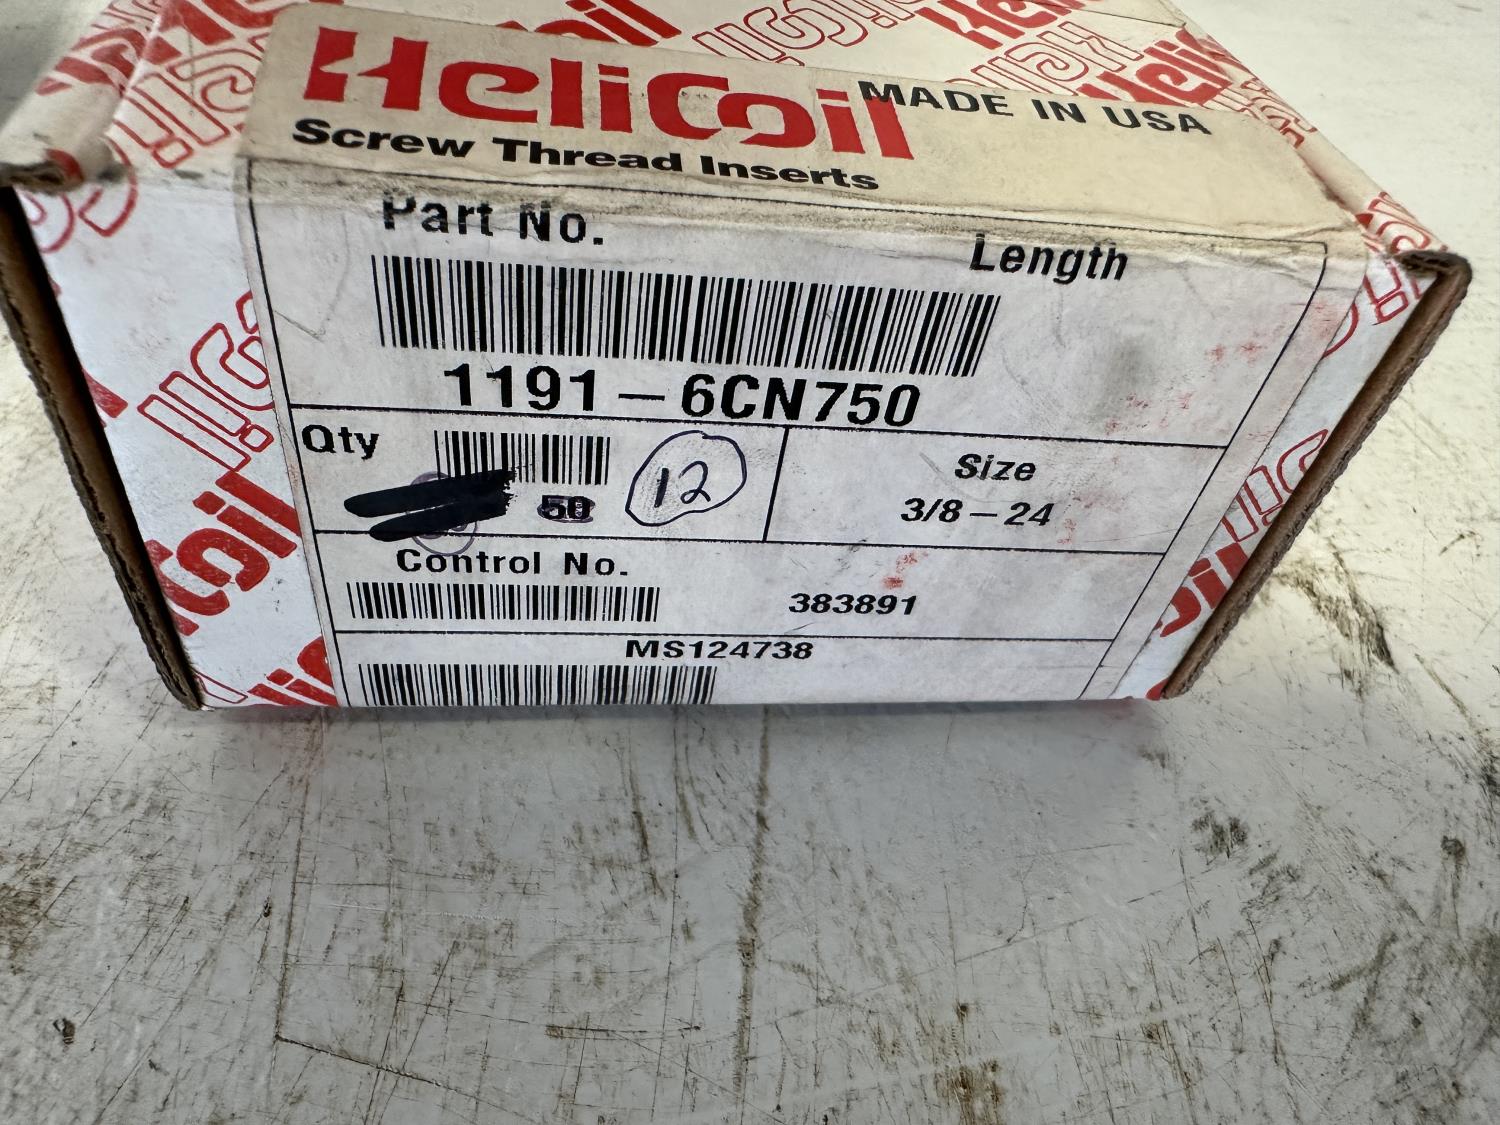 HeliCoil
MADE IN USA
Screw Thread Inserts
Part No.
Length
1191-6CN750
Qty
50
12
Size
3/8-24
Control No.
383891
MS124738